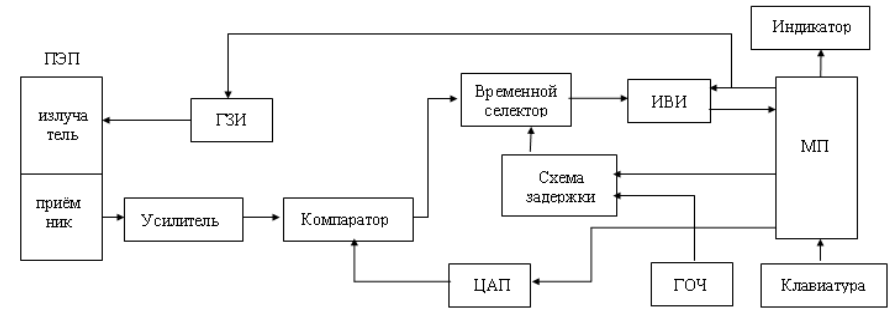 Индикатор
ПЭП
излуча
тель
ГЗИ
Временной
селектор
ИВИ
МП
Схема
задержки
приём
ник
Усилитель
Компаратор
ЦАП
ГОЧ
Клавиатура